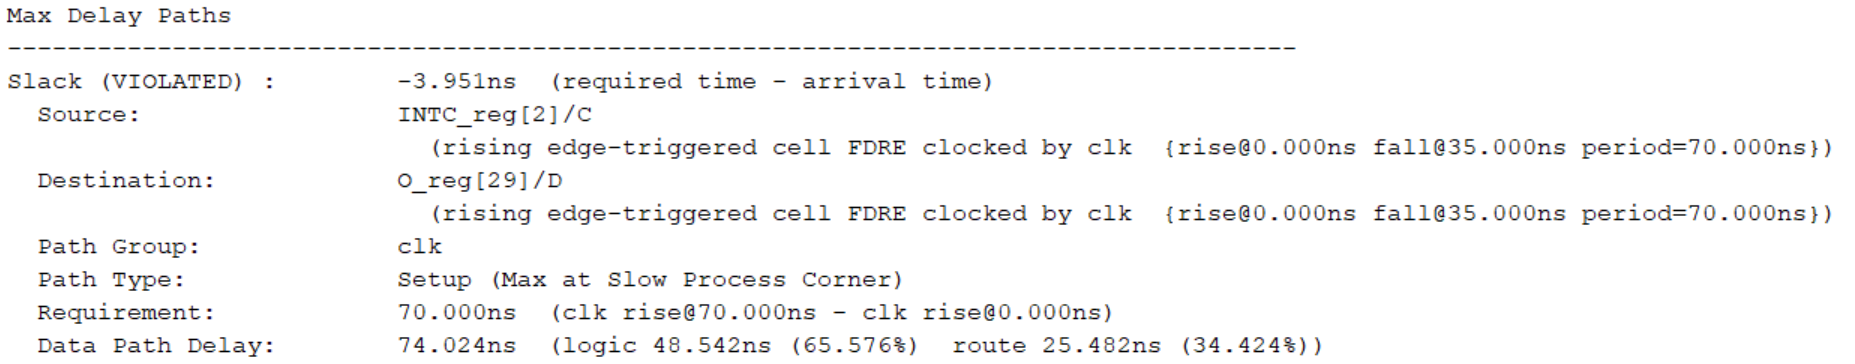 Max Delay Paths
--------------------------------------------------------------------------------------
Slack (VIOLATED) :        -3.951ns  (required time - arrival time)
  Source:                 INTC_reg[2]/C
                            (rising edge-triggered cell FDRE clocked by clk  {rise@0.000ns fall@35.000ns period=70.000ns})
  Destination:            O_reg[29]/D
                            (rising edge-triggered cell FDRE clocked by clk  {rise@0.000ns fall@35.000ns period=70.000ns})
  Path Group:             clk
  Path Type:              Setup (Max at Slow Process Corner)
  Requirement:            70.000ns  (clk rise@70.000ns - clk rise@0.000ns)
  Data Path Delay:        74.024ns  (logic 48.542ns (65.576%)  route 25.482ns (34.424%))